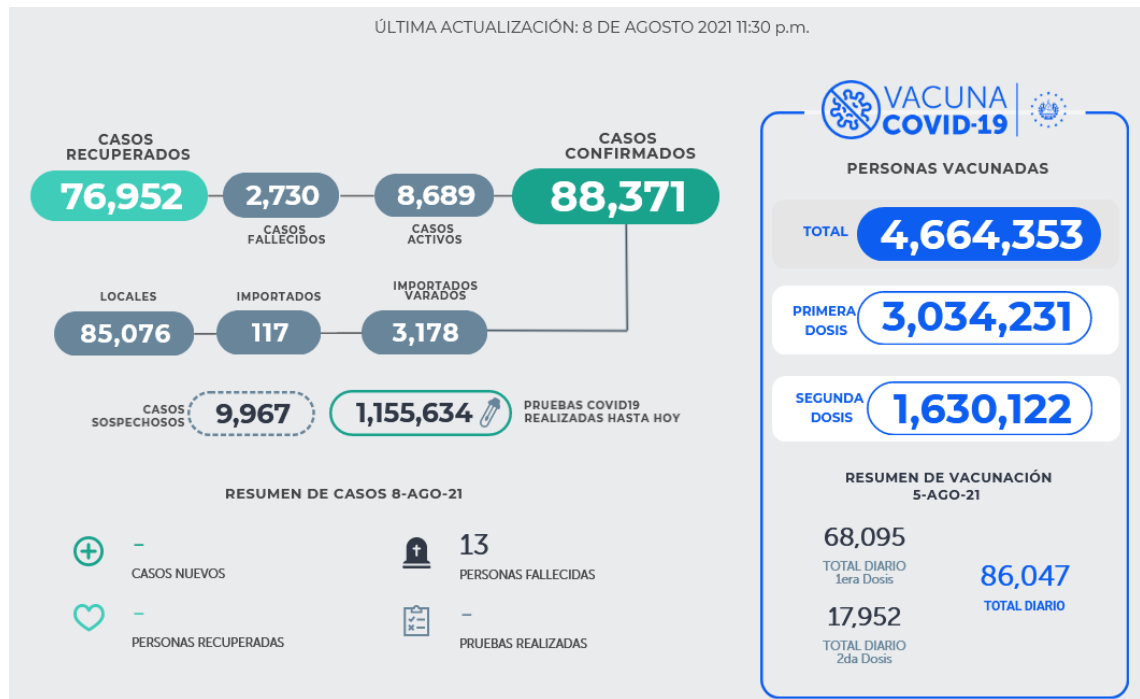 ÚLTIMA ACTUALIZACIÓN: 8 DE AGOSTO 2021 11:30 p.m.
CASOS
RECUPERADOS
76,952
2,730
CASOS
FALLECIDOS
8,689
CASOS
ACTIVOS
CASOS
CONFIRMADOS
88,371
LOCALES
85,076
IMPORTADOS
117
IMPORTADOS
VARADOS
3,178
CASOS
SOSPECHOSOS
9,967
1,155,634
PRUEBAS COVID19
REALIZADAS HASTA HOY
RESUMEN DE CASOS 8-AGO-21
–
CASOS NUEVOS
13
PERSONAS FALLECIDAS
–
PERSONAS RECUPERADAS
–
PRUEBAS REALIZADAS
VACUNA
COVID-19
PERSONAS VACUNADAS
TOTAL
4,664,353
PRIMERA
DOSIS
3,034,231
SEGUNDA
DOSIS
1,630,122
RESUMEN DE VACUNACIÓN
5-AGO-21
68,095
TOTAL DIARIO
1era Dosis
17,952
TOTAL DIARIO
2da Dosis
86,047
TOTAL DIARIO